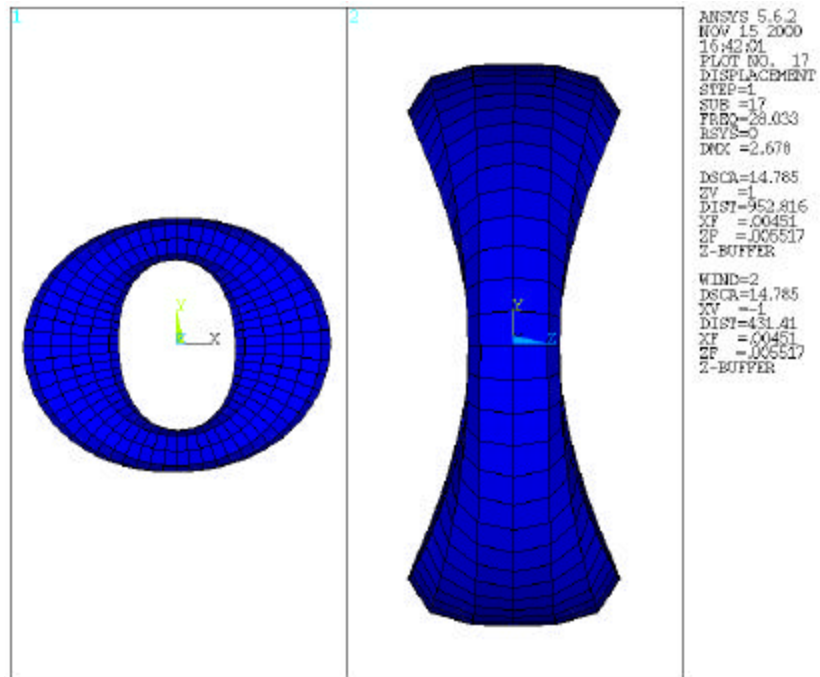 1
2
Y
Z
X
Y
Z
ANSYS 5.6.2
NOV 15 2000
16:42:01
PLOT NO. 17
DISPLACEMENT
STEP=1
SUB =17
FREQ=28.033
RSYS=0
DMX =2.678
DSCA=14.785
ZV =1
DIST=952.816
XF =.00451
ZF =.005517
Z-BUFFER
WIND=2
DSCA=14.785
XV =-1
DIST=431.41
XF =.00451
ZF =.005517
Z-BUFFER